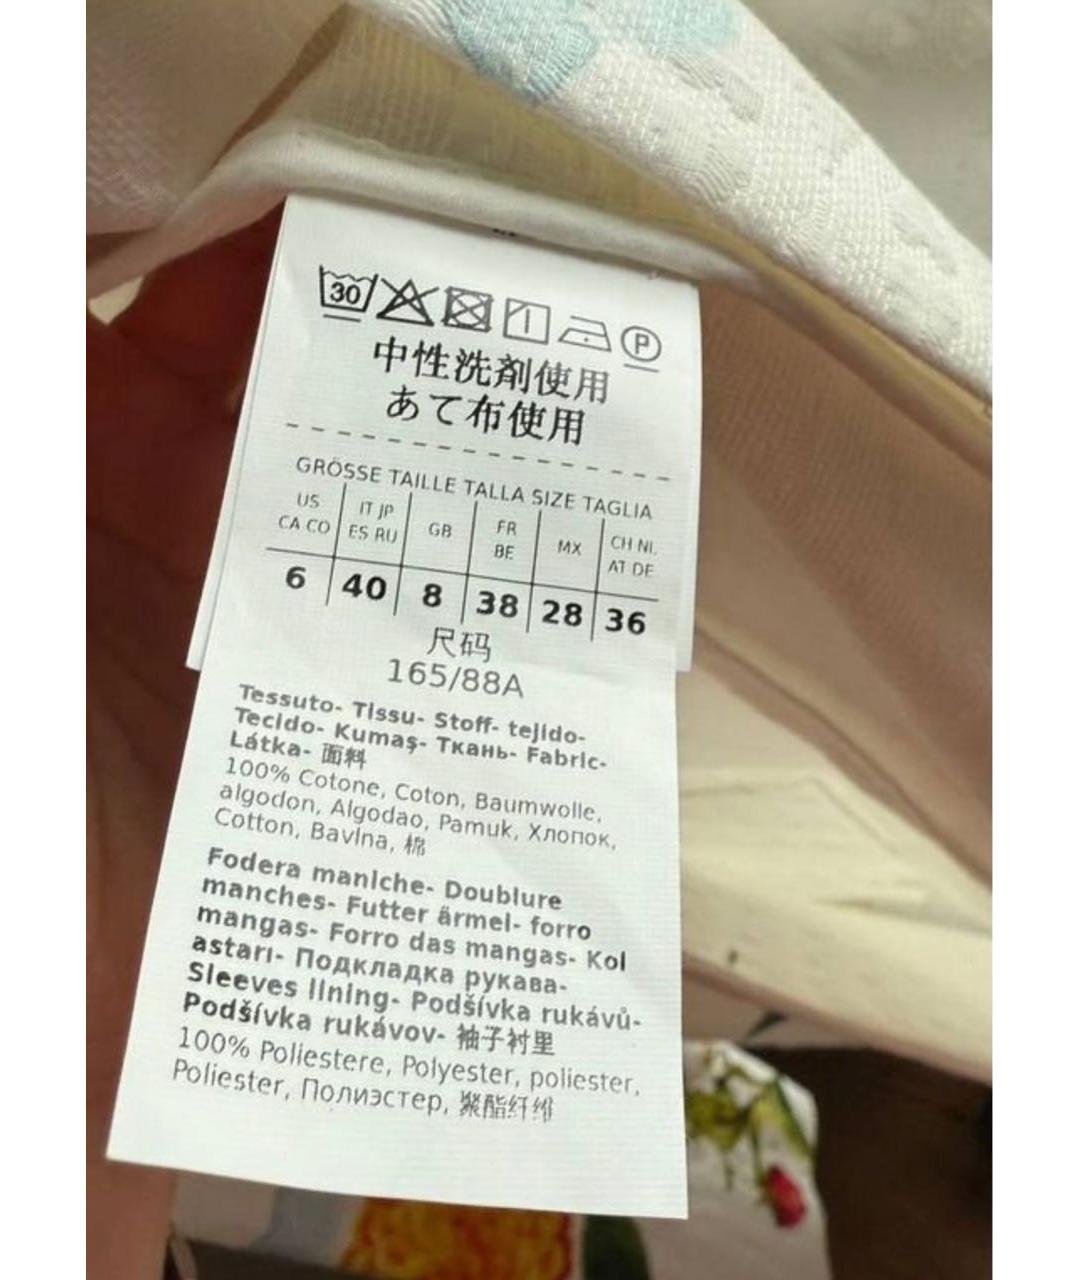 30 P
中性洗剤使用
あて布使用
GRÖSSE TAILLE TALLA SIZE TAGLIA
US CA CO
IT JP ES RU
GB
FR BE
MX
CH NL AT DE
6 40 8 38 28 36
尺码
165/88A
Tessuto- Tissu- Stoff- tejido-
Tecido- Kumaş- Ткань- Fabric-
Látka- 面料
100% Cotone, Coton, Baumwolle,
algodon, Algodao, Pamuk, Хлопок,
Cotton, Bavlna, 棉
Fodera maniche- Doublure
manches- Futter ärmel- forro
mangas- Forro das mangas- Kol
astarı- Подкладка рукава-
Sleeves lining- Podšívka rukávů-
Podšívka rukávov- 袖子衬里
100% Poliestere, Polyester, poliester,
Poliester, Полиэстер, 聚酯纤维